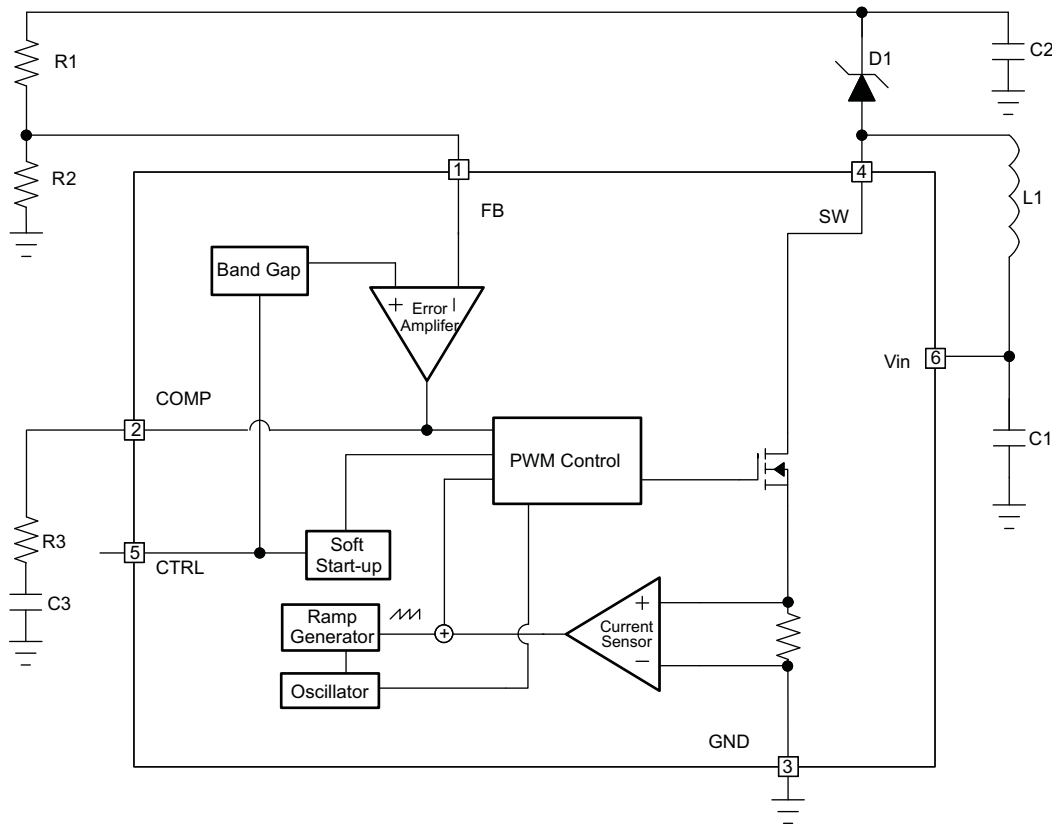 R1
D1
C2
R2
1
4
L1
FB
SW
Band Gap
+
−
Error
Amplifer
Vin
6
COMP
2
C1
PWM Control
R3
5
CTRL
Soft
Start-up
C3
Ramp
Generator
+
+
Current
Sensor
−
Oscillator
GND
3